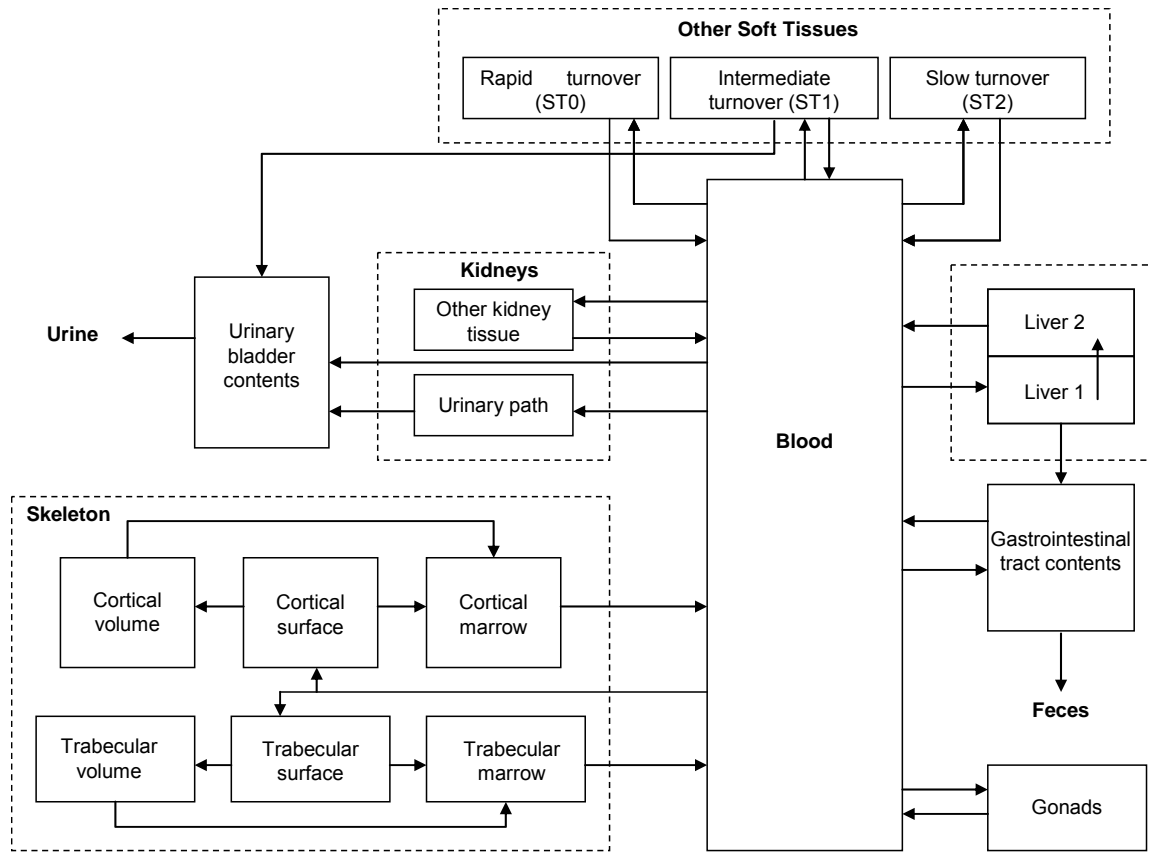 Other Soft Tissues
Rapid turnover
(ST0)
Intermediate
turnover (ST1)
Slow turnover
(ST2)
Kidneys
Other kidney
tissue
Urinary path
Urine
Urinary
bladder
contents
Blood
Liver 2
Liver 1
Gastrointestinal
tract contents
Feces
Gonads
Skeleton
Cortical
volume
Cortical
surface
Cortical
marrow
Trabecular
volume
Trabecular
surface
Trabecular
marrow